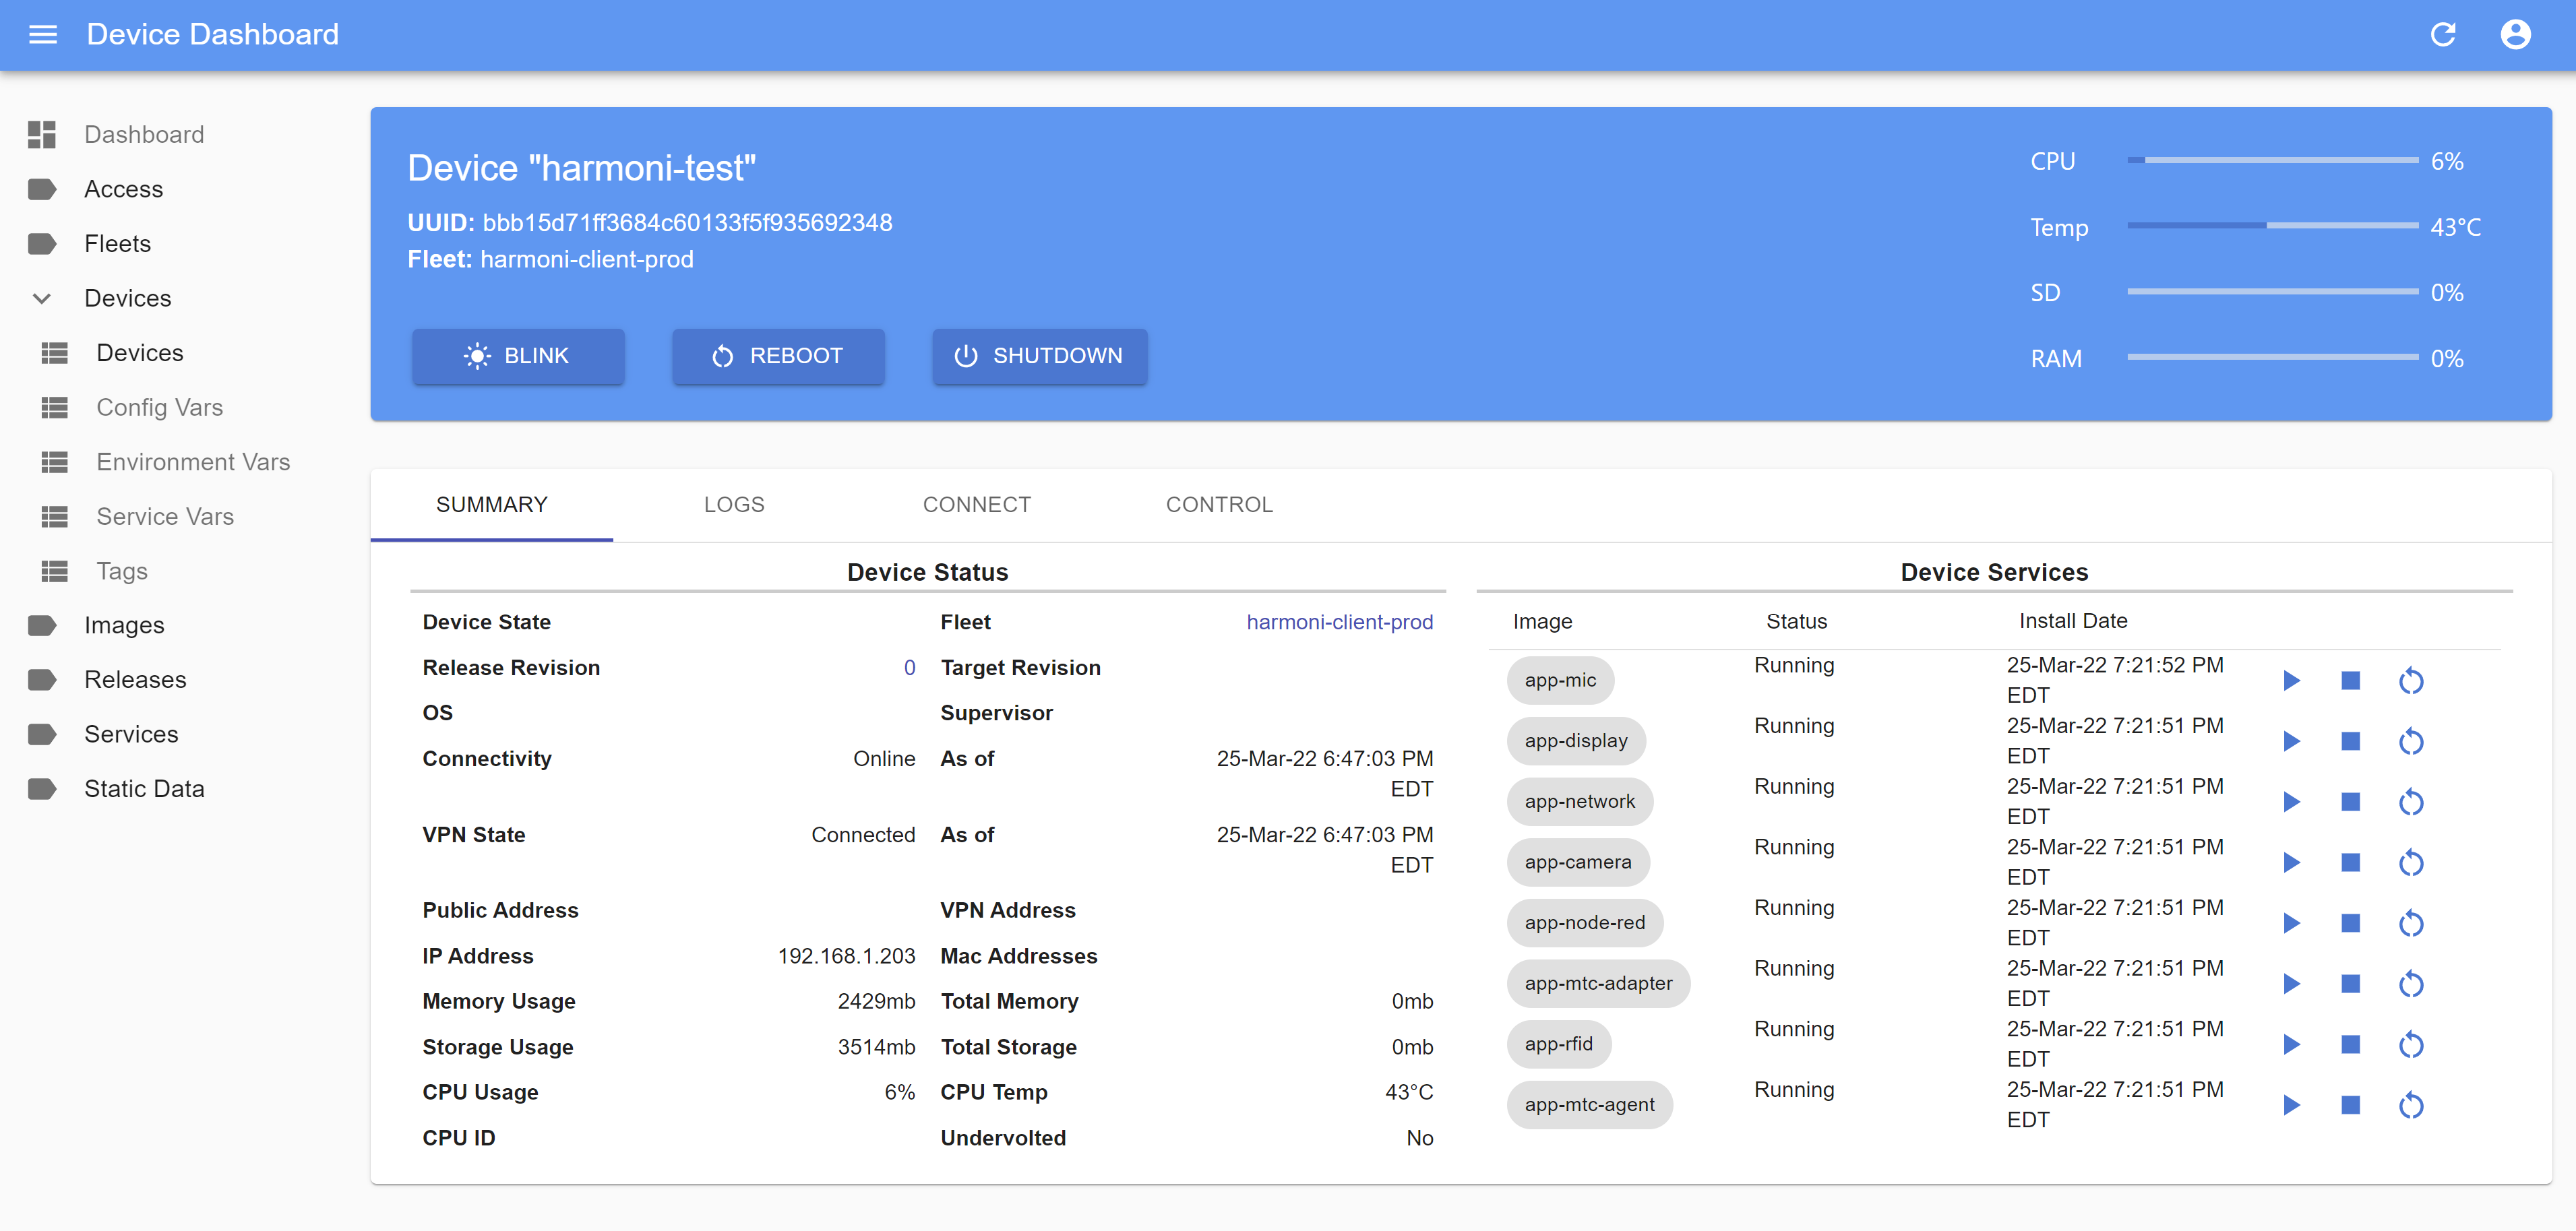 Device Dashboard
Dashboard
Access
Fleets
Devices
Devices
Config Vars
Environment Vars
Service Vars
Tags
Images
Releases
Services
Static Data
Device "harmoni-test"
UUID: bbb15d71ff3684c60133f5f935692348
Fleet: harmoni-client-prod
BLINK REBOOT SHUTDOWN
CPU 6%
Temp 43°C
SD 0%
RAM 0%
SUMMARY LOGS CONNECT CONTROL
Device Status
Device State Fleet harmoni-client-prod
Release Revision 0 Target Revision
OS Supervisor
Connectivity Online As of 25-Mar-22 6:47:03 PM
EDT
VPN State Connected As of 25-Mar-22 6:47:03 PM
EDT
Public Address VPN Address
IP Address 192.168.1.203 Mac Addresses
Memory Usage 2429mb Total Memory 0mb
Storage Usage 3514mb Total Storage 0mb
CPU Usage 6% CPU Temp 43°C
CPU ID Undervolted No
Device Services
Image Status Install Date
app-mic Running 25-Mar-22 7:21:52 PM
EDT
app-display Running 25-Mar-22 7:21:51 PM
EDT
app-network Running 25-Mar-22 7:21:51 PM
EDT
app-camera Running 25-Mar-22 7:21:51 PM
EDT
app-node-red Running 25-Mar-22 7:21:51 PM
EDT
app-mtc-adapter Running 25-Mar-22 7:21:51 PM
EDT
app-rfid Running 25-Mar-22 7:21:51 PM
EDT
app-mtc-agent Running 25-Mar-22 7:21:51 PM
EDT